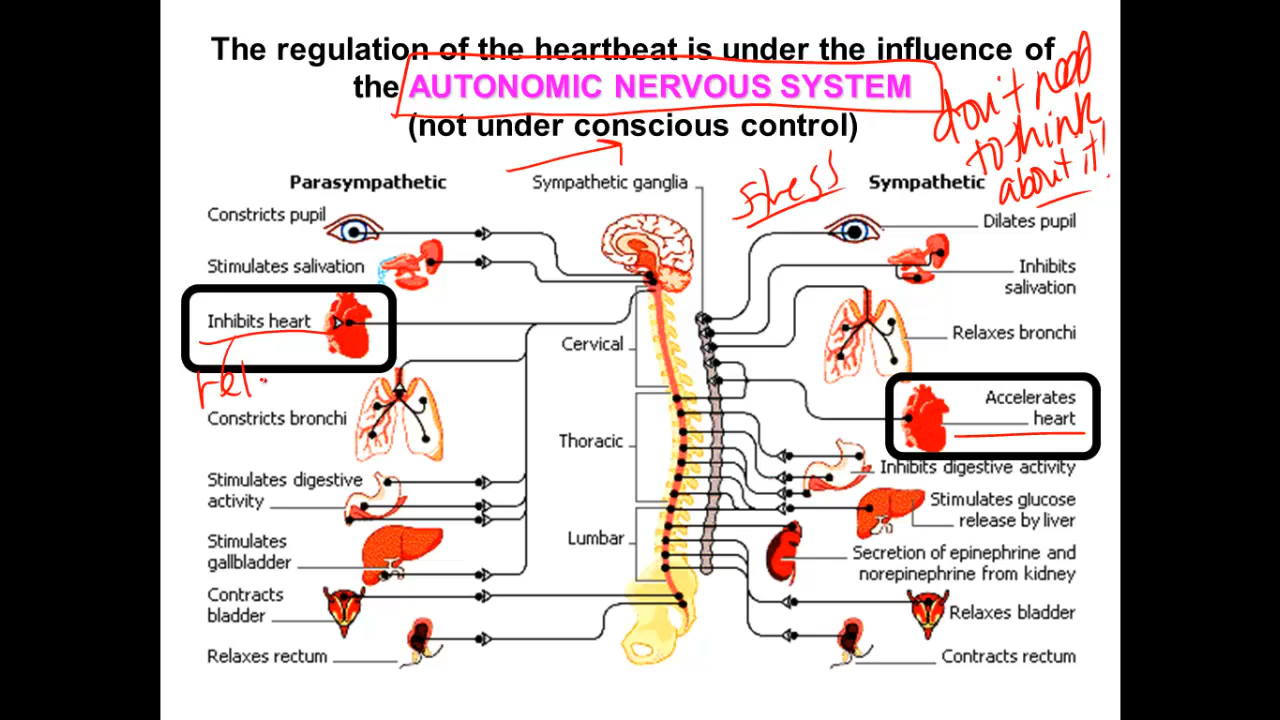 The regulation of the heartbeat is under the influence of
the AUTONOMIC NERVOUS SYSTEM
(not under conscious control)
don't need
to think
about it!
stress
Parasympathetic
Sympathetic ganglia
Sympathetic
Constricts pupil
Stimulates salivation
Inhibits heart
rel
Constricts bronchi
Stimulates digestive
activity
Stimulates
gallbladder
Contracts
bladder
Relaxes rectum
Cervical
Thoracic
Lumbar
Dilates pupil
Inhibits
salivation
Relaxes bronchi
Accelerates
heart
Inhibits digestive activity
Stimulates glucose
release by liver
Secretion of epinephrine and
norepinephrine from kidney
Relaxes bladder
Contracts rectum